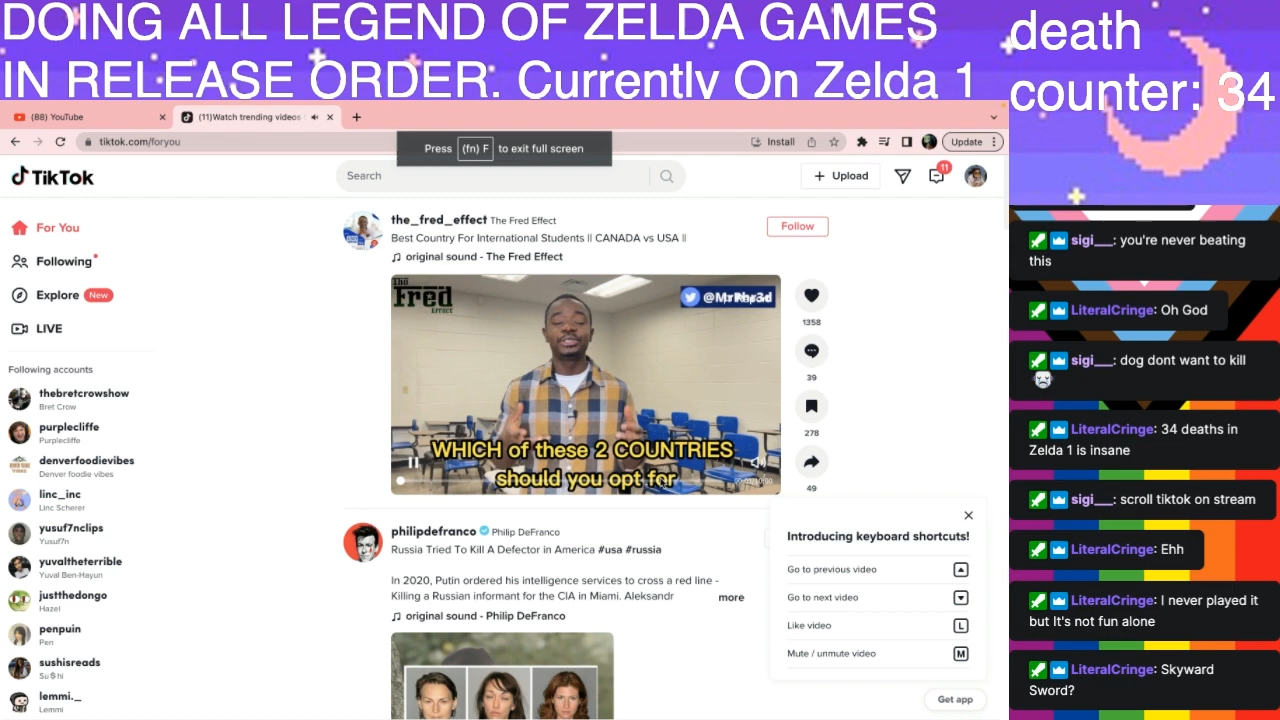 DOING ALL LEGEND OF ZELDA GAMES
IN RELEASE ORDER. Currently On Zelda 1
death
counter: 34
(88) YouTube
(11)Watch trending videos
tiktok.com/foryou
Install
Update
Press (fn) F to exit full screen
TikTok
Search
+ Upload
11
For You
Following
Explore New
LIVE
Following accounts
thebretcrowshow
Bret Crow
purplecliffe
Purplecliffe
denverfoodievibes
Denver foodie vibes
linc_inc
Linc Scherer
yusuf7nclips
Yusuf7n
yuvaltheterrible
Yuval Ben-Hayun
justthedongo
Hazel
penpuin
Pen
sushisreads
lemmi._
Lemmi
the_fred_effect The Fred Effect
Follow
Best Country For International Students || CANADA vs USA ||
original sound - The Fred Effect
Fred
Effect
WHICH of these 2 COUNTRIES
should you opt for
1358
39
278
49
philipdefranco Philip DeFranco
Russia Tried To Kill A Defector in America #usa #russia
In 2020, Putin ordered his intelligence services to cross a red line -
Killing a Russian informant for the CIA in Miami. Aleksandr more
original sound - Philip DeFranco
Introducing keyboard shortcuts!
Go to previous video
Go to next video
Like video L
Mute / unmute video M
Get app
sigi__: you're never beating
this
LiteralCringe: Oh God
sigi__: dog dont want to kill
LiteralCringe: 34 deaths in
Zelda 1 is insane
sigi__: scroll tiktok on stream
LiteralCringe: Ehh
LiteralCringe: I never played it
but It's not fun alone
LiteralCringe: Skyward
Sword?